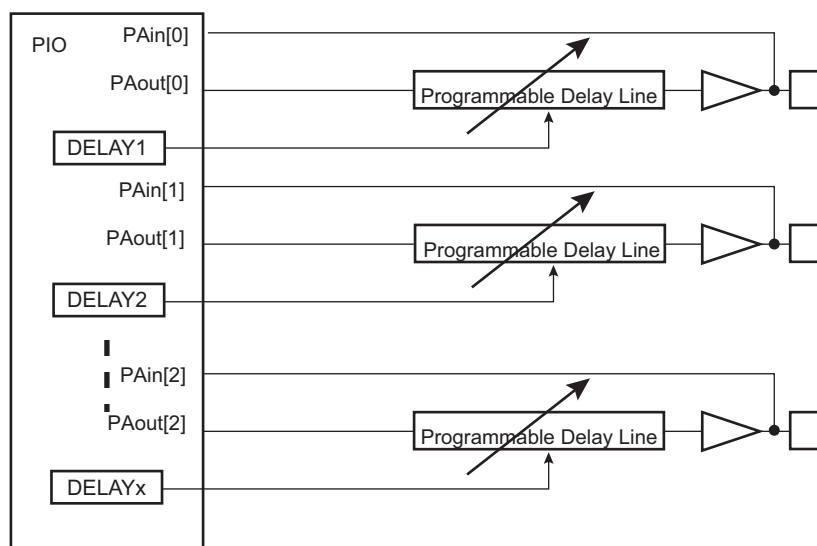 PIO
PAin[0]
PAout[0]
Programmable Delay Line
DELAY1
PAin[1]
PAout[1]
Programmable Delay Line
DELAY2
PAin[2]
PAout[2]
Programmable Delay Line
DELAYx